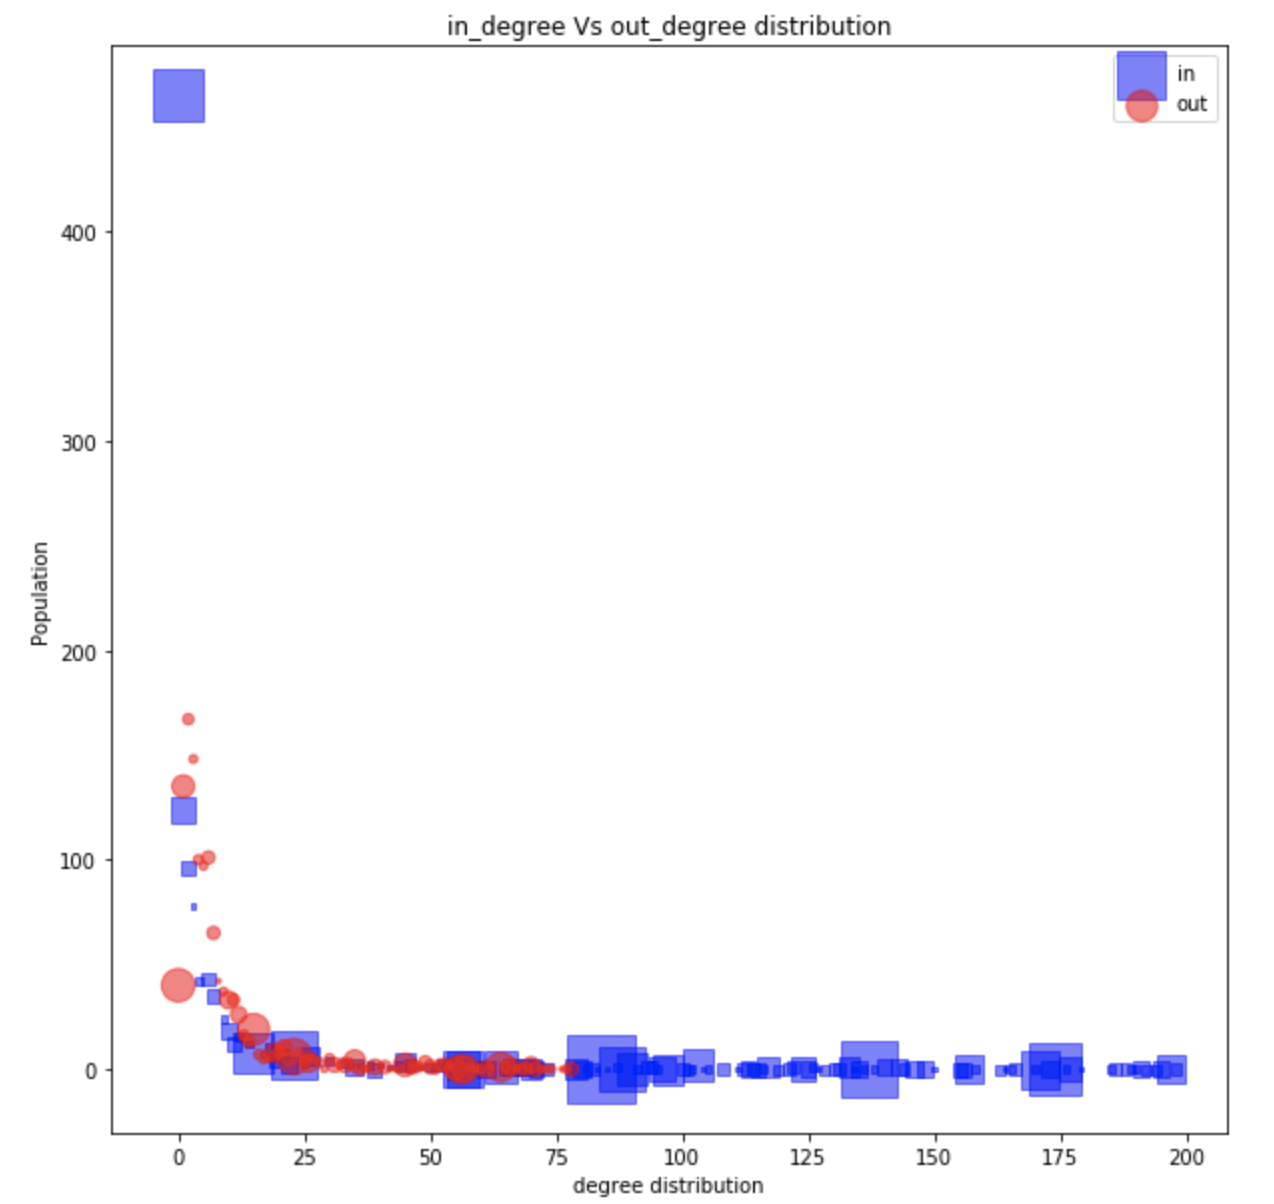 in_degree Vs out_degree distribution
in
out
400
300
200
100
0
Population
0 25 50 75 100 125 150 175 200
degree distribution